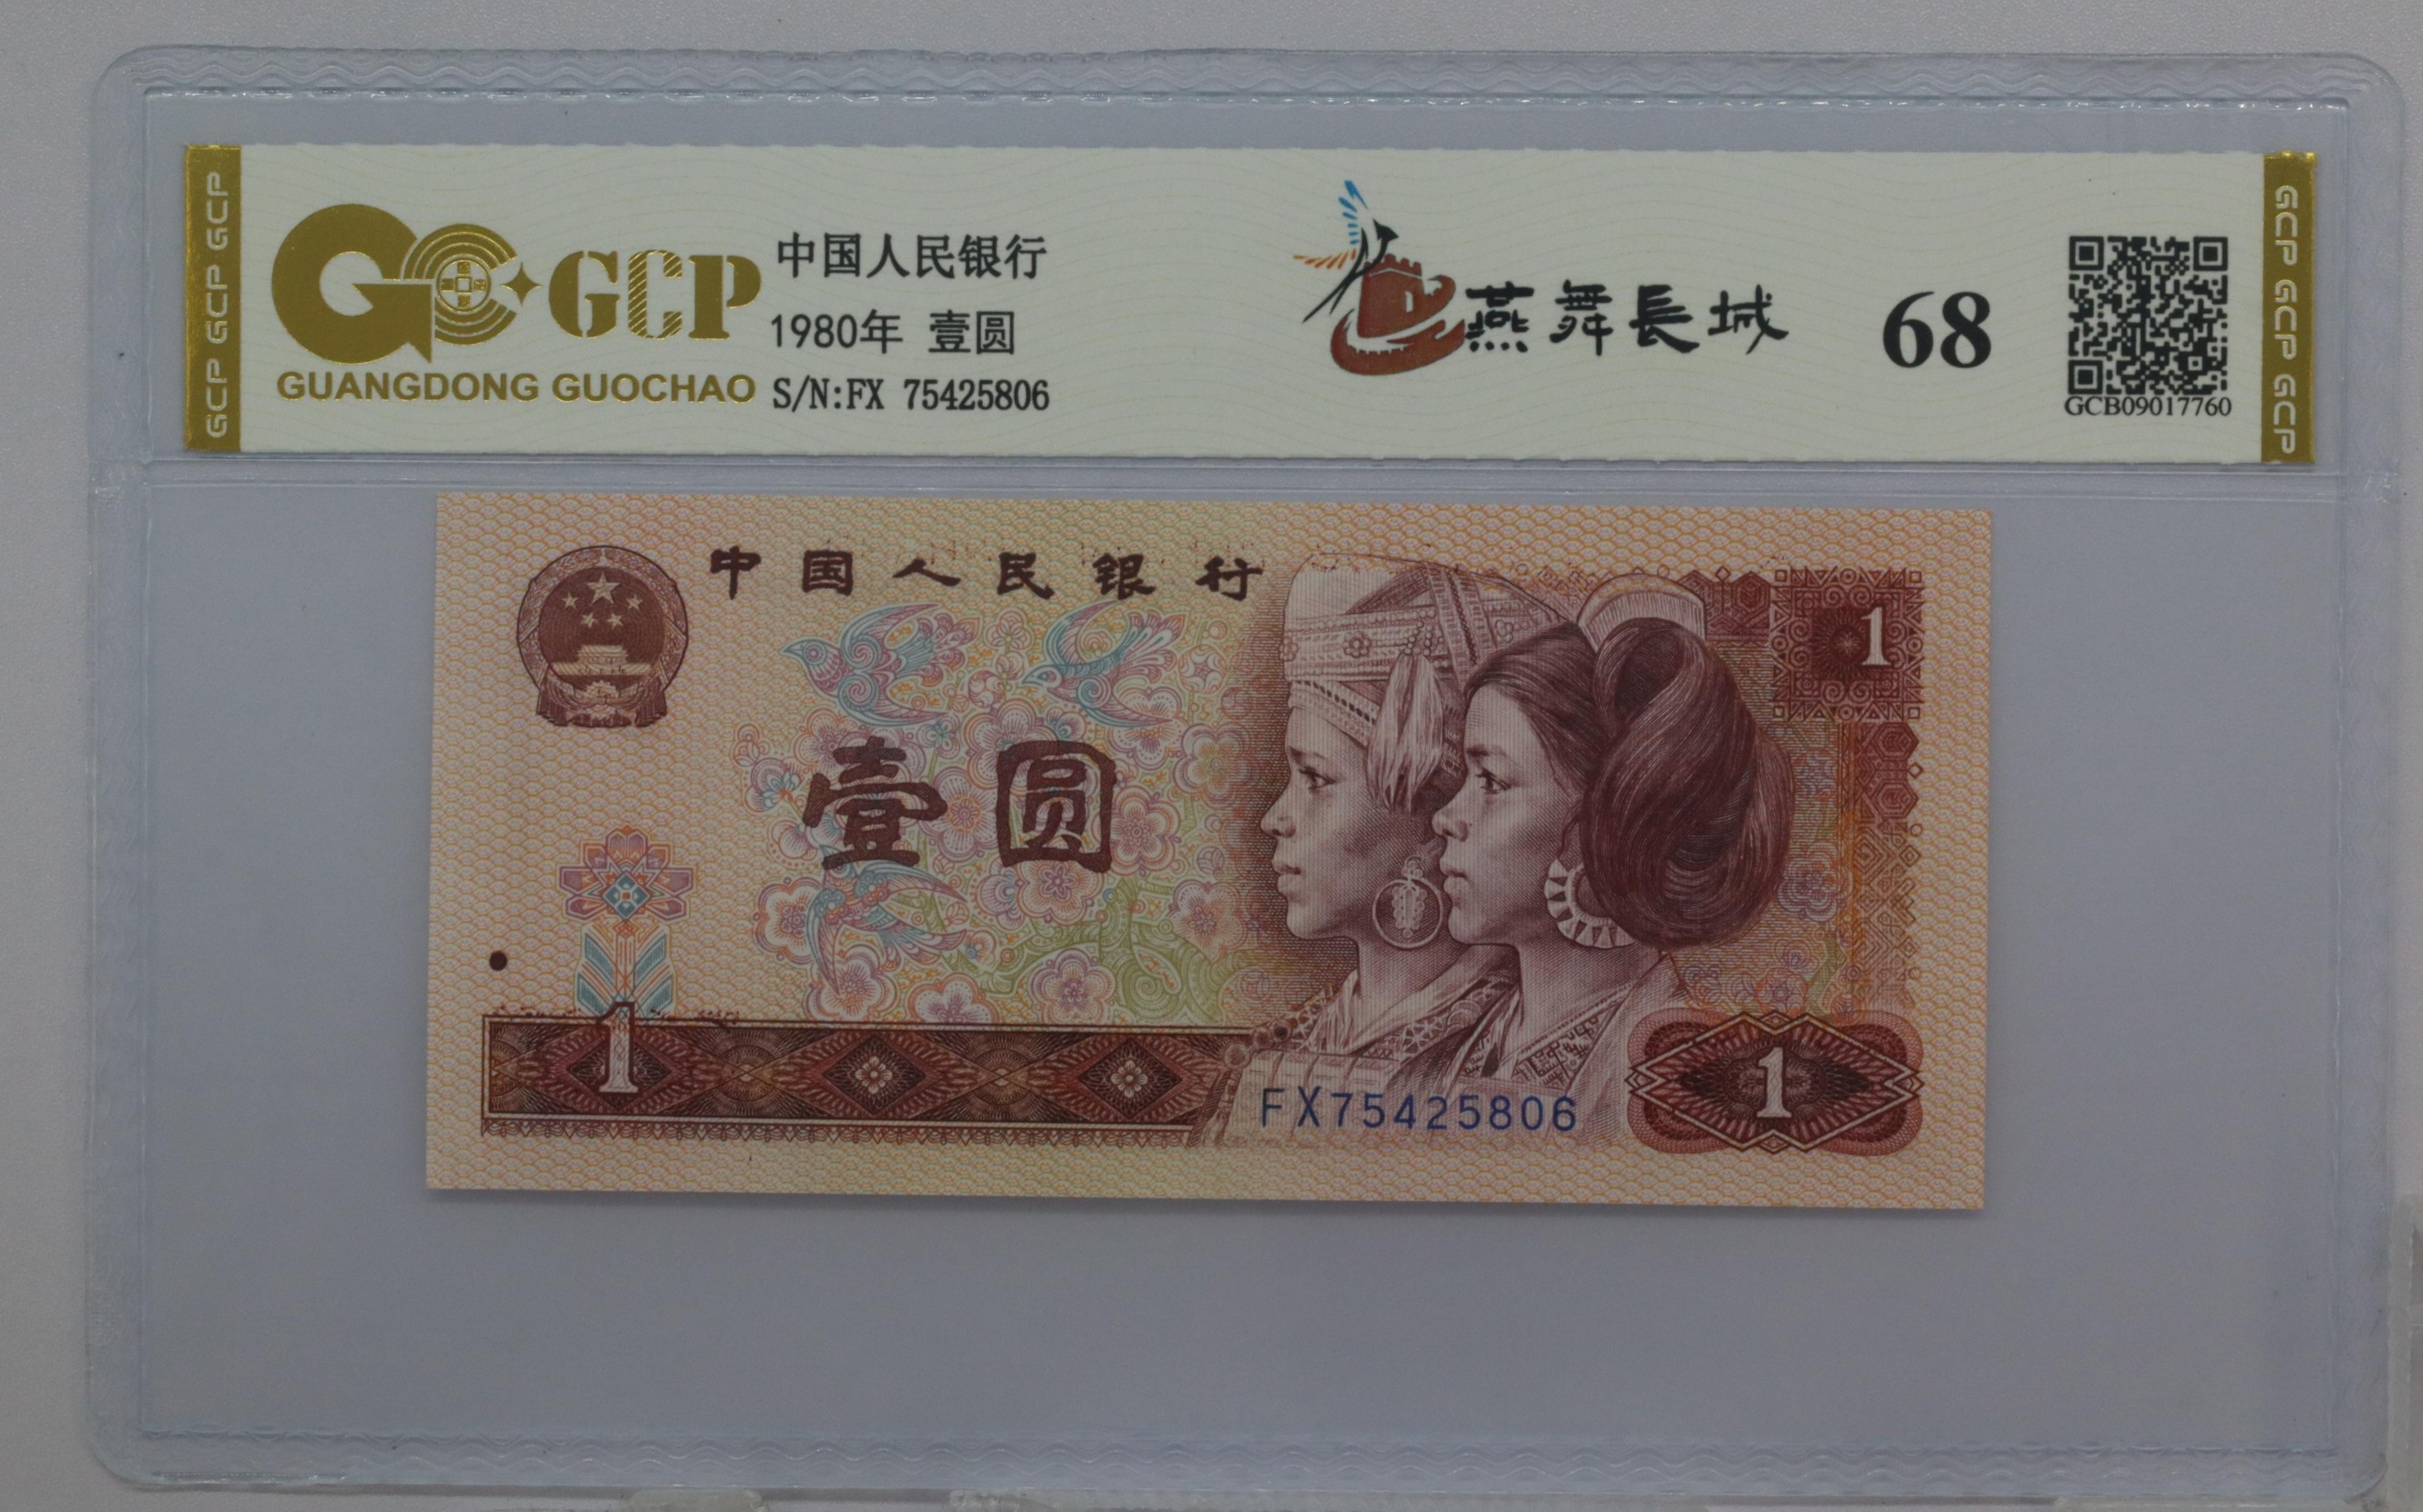 GCP GCP GCP
GCP
GUANGDONG GUOCHAO
中国人民银行
1980年 壹圆
S/N:FX 75425806
燕舞長城
68
GCB09017760
GCP GCP GCP
中国人民银行
1
壹圆
1
FX75425806
1